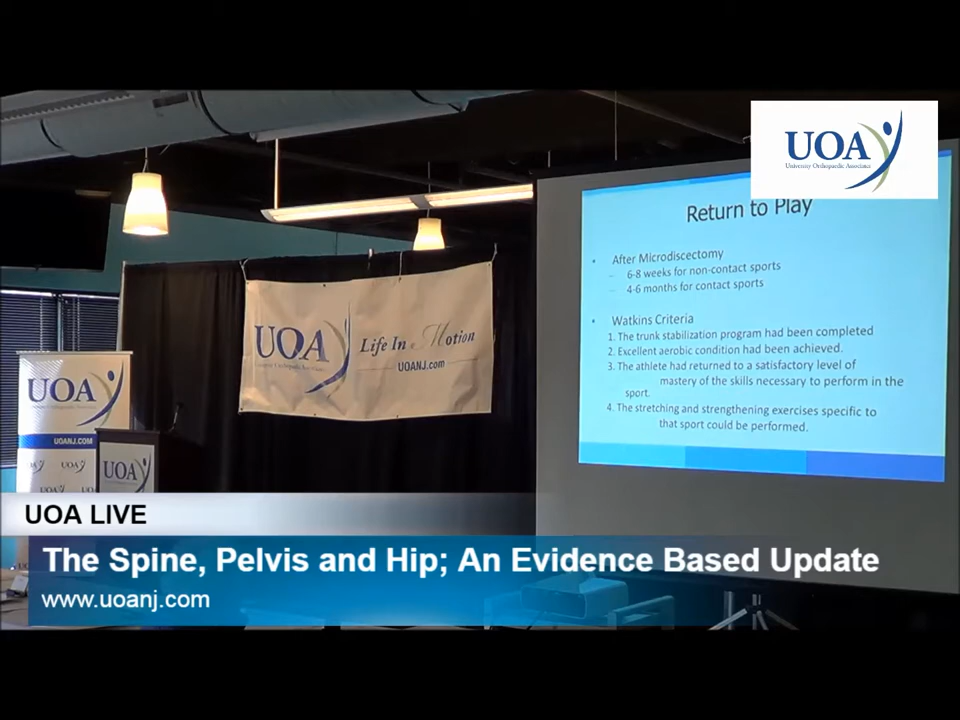 UOA
University Orthopaedic Associates
Return to Play
• After Microdiscectomy
– 6-8 weeks for non-contact sports
– 4-6 months for contact sports
• Watkins Criteria
1. The trunk stabilization program had been completed
2. Excellent aerobic condition had been achieved.
3. The athlete had returned to a satisfactory level of
mastery of the skills necessary to perform in the
sport.
4. The stretching and strengthening exercises specific to
that sport could be performed.
UOA
Life In Motion
UOANJ.com
UOA
UOANJ.COM
UOA
UOA
UOA
UOA
UOA LIVE
The Spine, Pelvis and Hip; An Evidence Based Update
www.uoanj.com